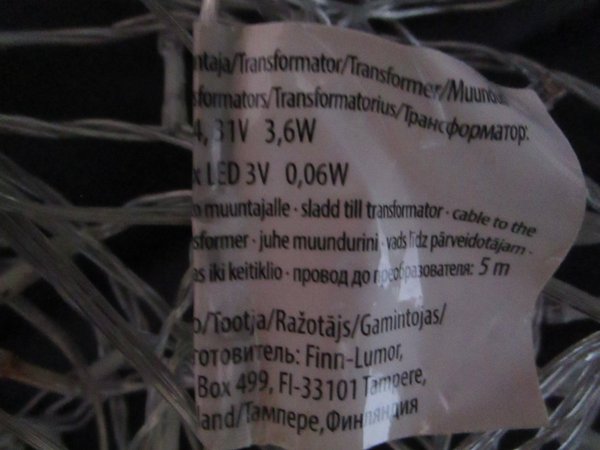 ntaja/Transformator/Transformer/Muundur
sformators/Transformatorius/Трансформатор:
4, 31V 3,6W
x LED 3V 0,06W
muuntajalle · sladd till transformator · cable to the
sformer · juhe muundurini · vads līdz pārveidotājam ·
as iki keitiklio · провод до преобразователя: 5 m
o/Tootja/Ražotājs/Gamintojas/
готовитель: Finn-Lumor,
Box 499, FI-33101 Tampere,
land/Тампере, Финляндия